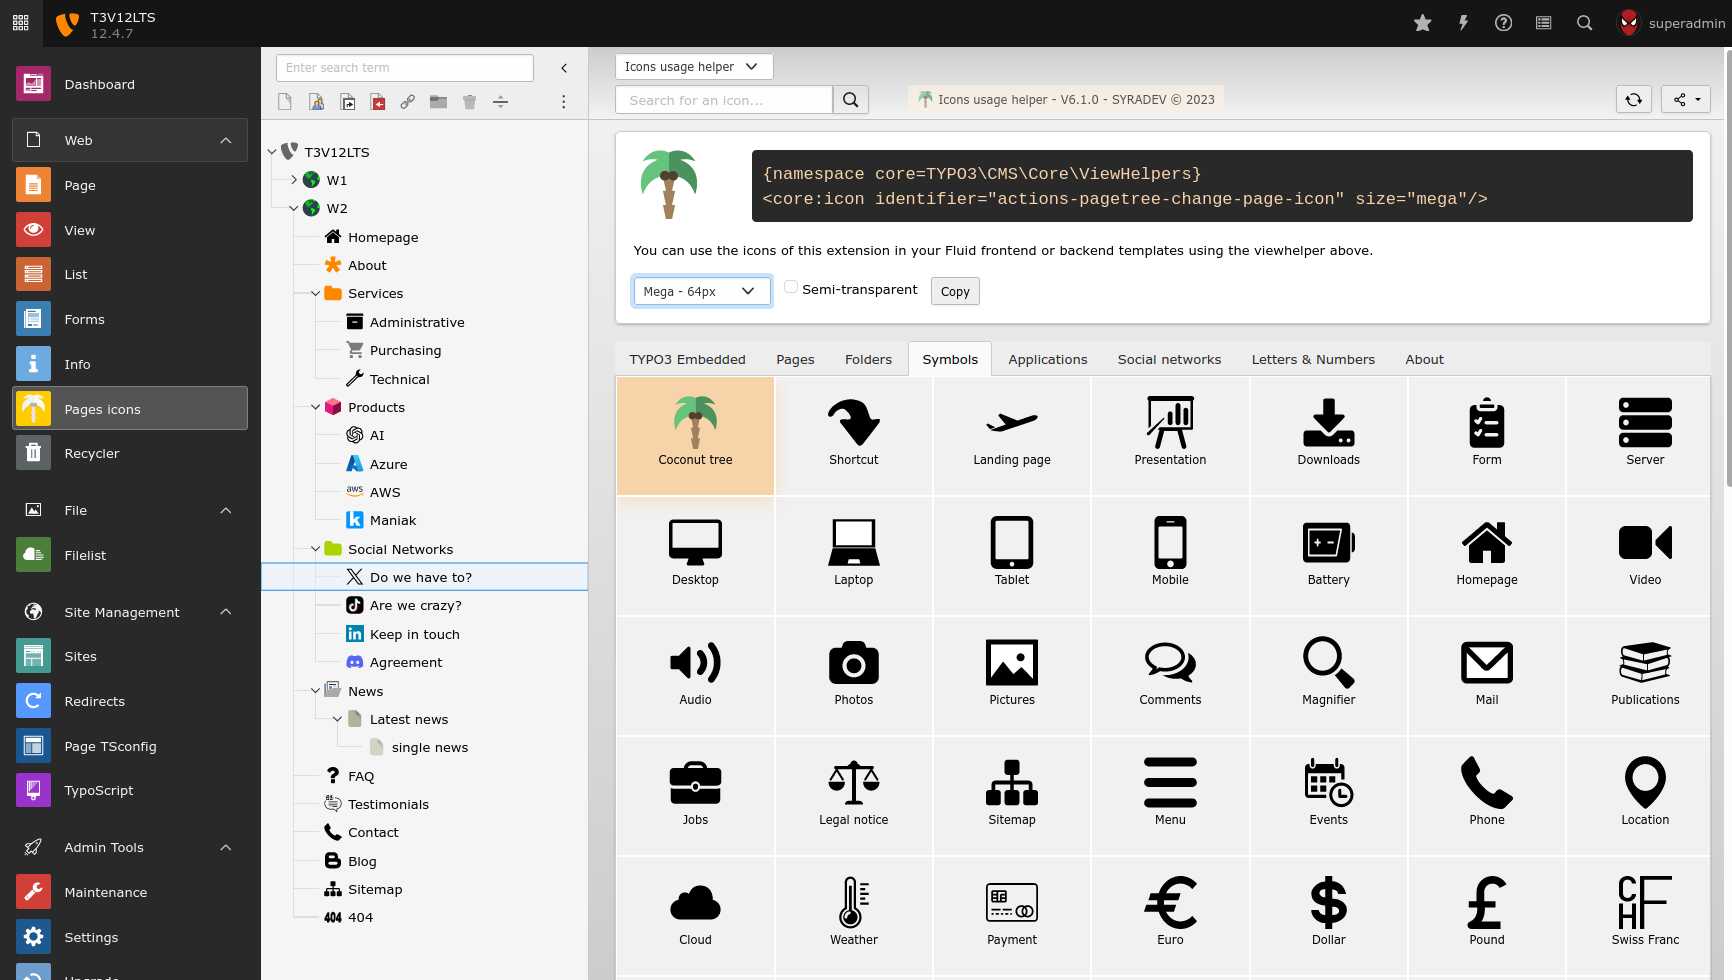 T3V12LTS
12.4.7
superadmin
Dashboard
Web
Page
View
List
Forms
Info
Pages icons
Recycler
File
Filelist
Site Management
Sites
Redirects
Page TSconfig
TypoScript
Admin Tools
Maintenance
Settings
Upgrade
Enter search term
T3V12LTS
W1
W2
Homepage
About
Services
Administrative
Purchasing
Technical
Products
AI
Azure
aws AWS
Maniak
Social Networks
Do we have to?
Are we crazy?
Keep in touch
Agreement
News
Latest news
single news
FAQ
Testimonials
Contact
Blog
Sitemap
404 404
Icons usage helper
Search for an icon...
Icons usage helper - V6.1.0 - SYRADEV © 2023
{namespace core=TYPO3\CMS\Core\ViewHelpers}
<core:icon identifier="actions-pagetree-change-page-icon" size="mega"/>
You can use the icons of this extension in your Fluid frontend or backend templates using the viewhelper above.
Mega - 64px
Semi-transparent
Copy
TYPO3 Embedded Pages Folders Symbols Applications Social networks Letters & Numbers About
Coconut tree Shortcut Landing page Presentation Downloads Form Server
Desktop Laptop Tablet Mobile Battery Homepage Video
Audio Photos Pictures Comments Magnifier Mail Publications
Jobs Legal notice Sitemap Menu Events Phone Location
Cloud Weather Payment Euro Dollar Pound Swiss Franc